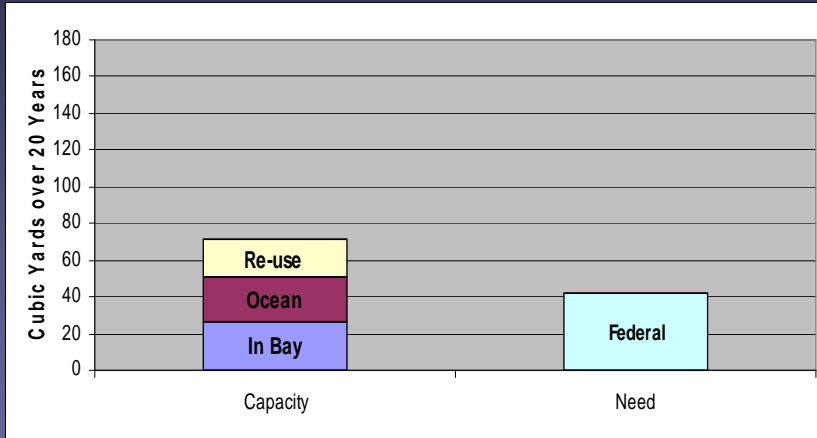 Cubic Yards over 20 Years
180
160
140
120
100
80
60
40
20
0
Re-use
Ocean
In Bay
Federal
Capacity
Need